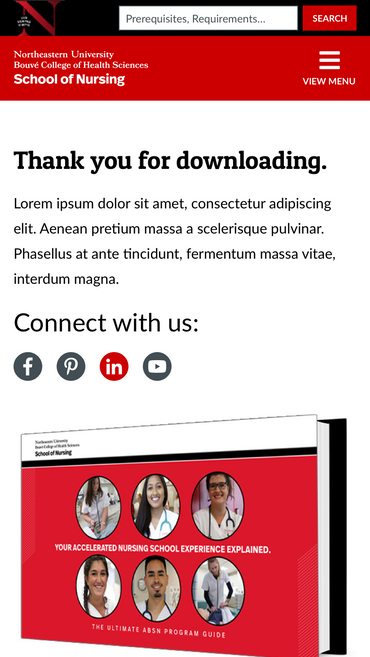 N
Prerequisites, Requirements...
SEARCH
Northeastern University
Bouvé College of Health Sciences
School of Nursing
VIEW MENU
Thank you for downloading.
Lorem ipsum dolor sit amet, consectetur adipiscing
elit. Aenean pretium massa a scelerisque pulvinar.
Phasellus at ante tincidunt, fermentum massa vitae,
interdum magna.
Connect with us:
Northeastern University
Bouvé College of Health Sciences
School of Nursing
YOUR ACCELERATED NURSING SCHOOL EXPERIENCE EXPLAINED.
THE ULTIMATE ABSN PROGRAM GUIDE